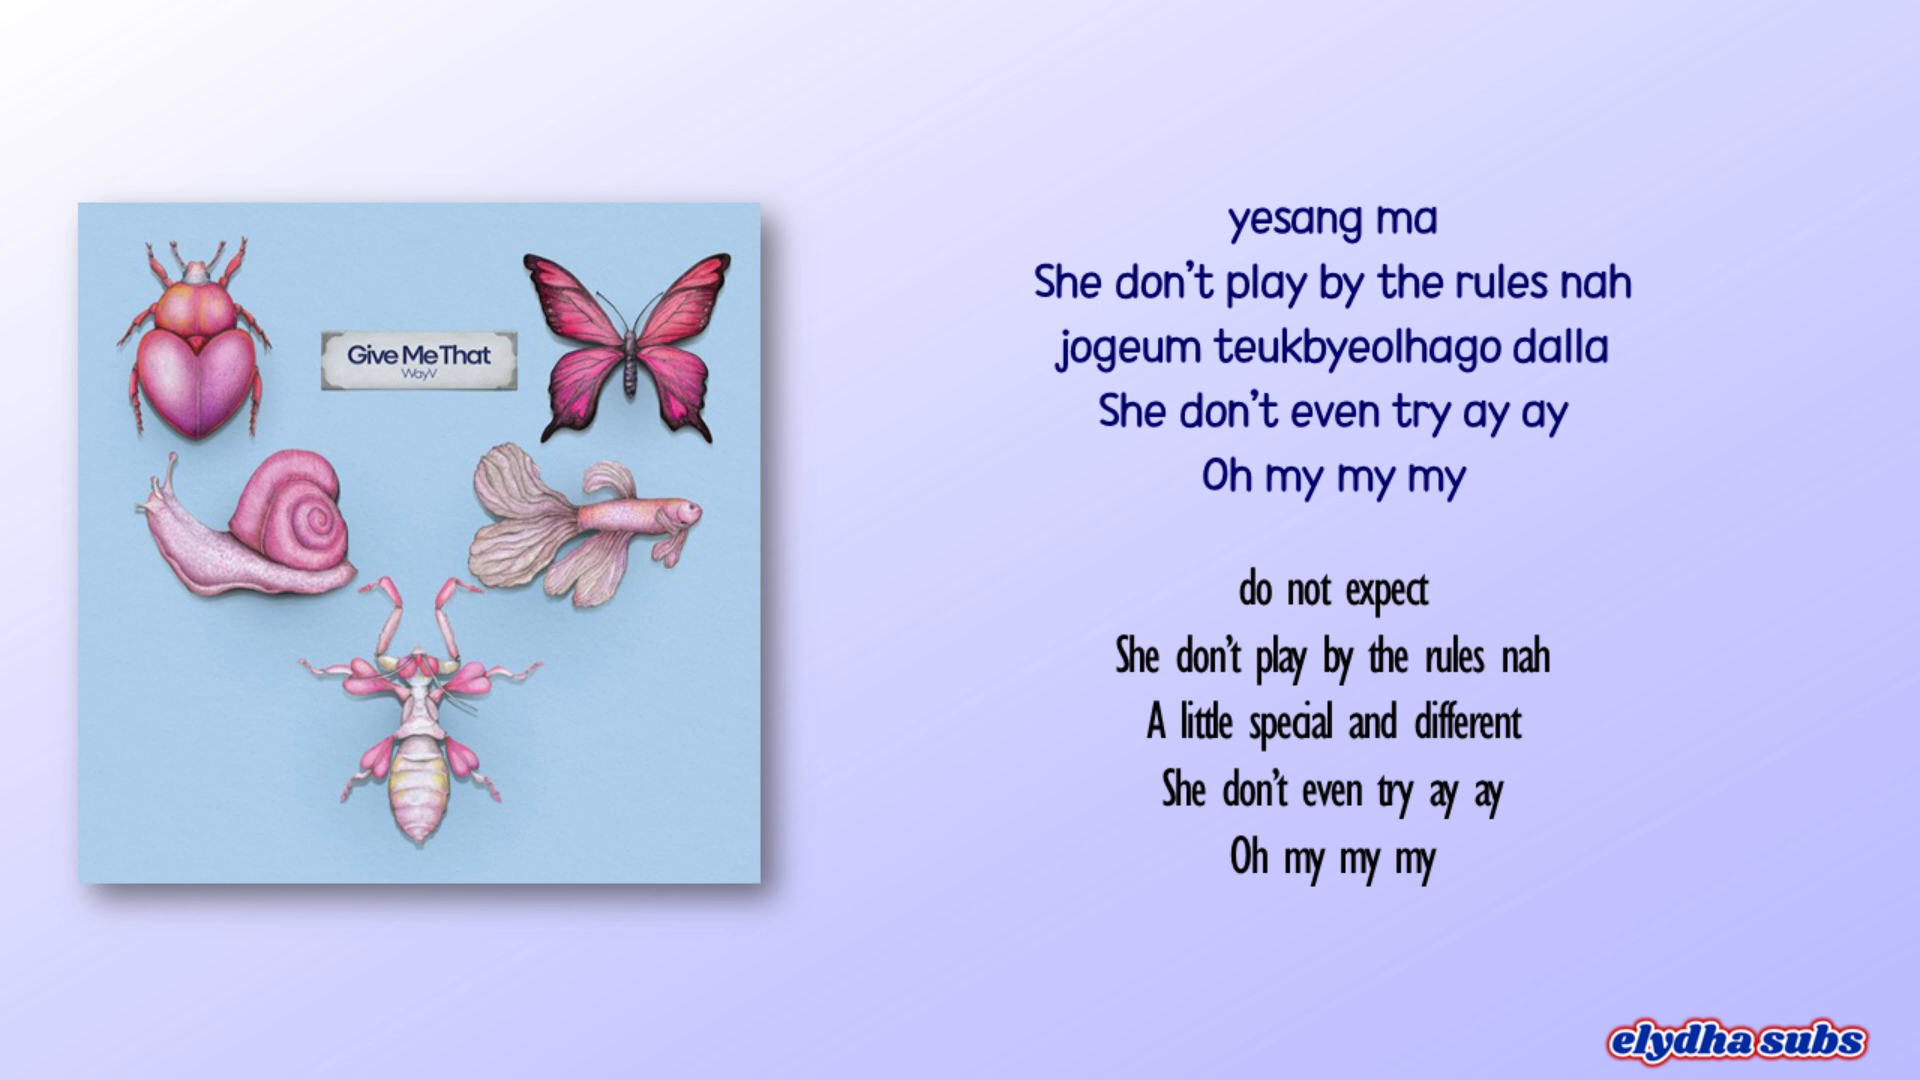 Give Me That
WayV
yesang ma
She don't play by the rules nah
jogeum teukbyeolhago dalla
She don't even try ay ay
Oh my my my
do not expect
She don't play by the rules nah
A little special and different
She don't even try ay ay
Oh my my my
elydha subs